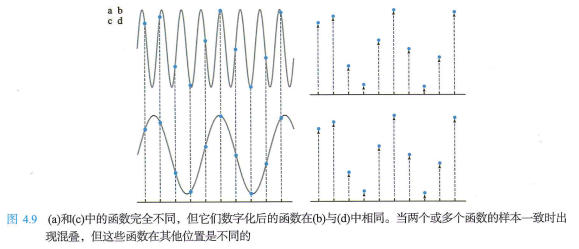 a b
c d
图 4.9 (a)和(c)中的函数完全不同，但它们数字化后的函数在(b)与(d)中相同。当两个或多个函数的样本一致时出
现混叠，但这些函数在其他位置是不同的